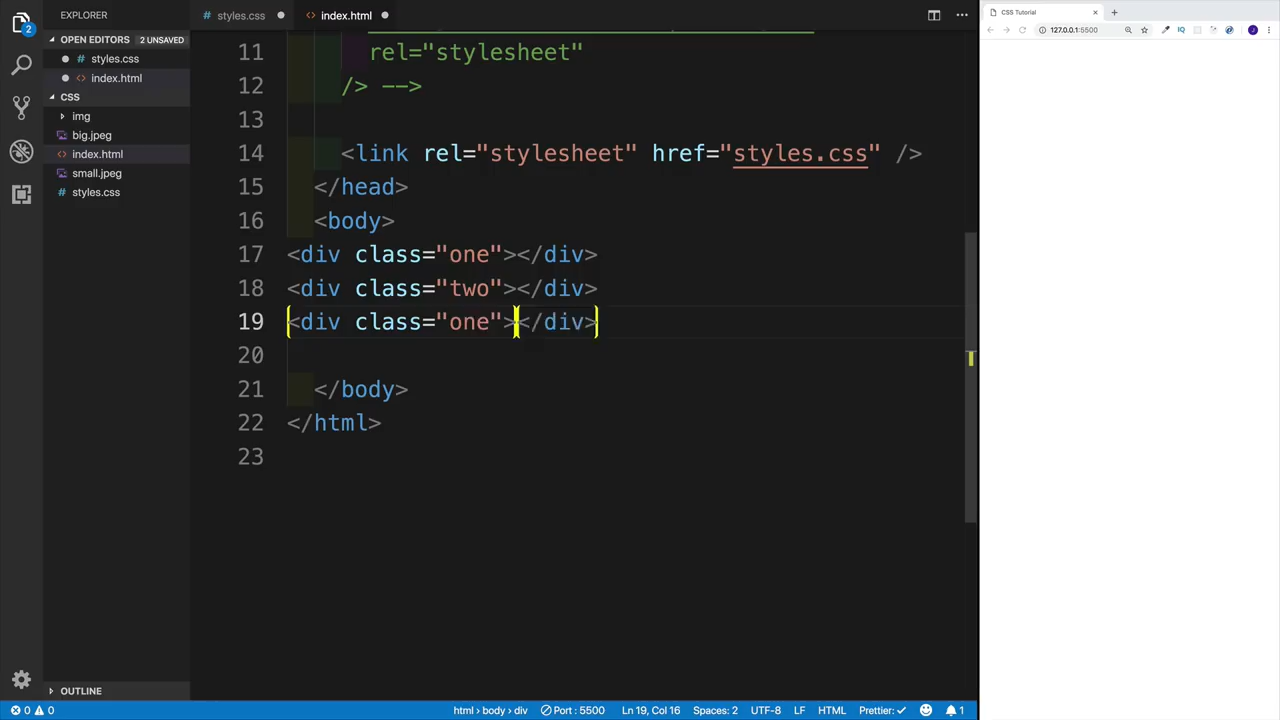 EXPLORER
OPEN EDITORS 2 UNSAVED
# styles.css
<> index.html
CSS
img
big.jpeg
<> index.html
small.jpeg
# styles.css
OUTLINE
2
# styles.css
<> index.html
11 rel="stylesheet"
12 /> -->
13
14 <link rel="stylesheet" href="styles.css" />
15 </head>
16 <body>
17 <div class="one"></div>
18 <div class="two"></div>
19 <div class="one"></div>
20
21 </body>
22 </html>
23
CSS Tutorial
127.0.0.1:5500
0 0 html › body › div Port : 5500 Ln 19, Col 16 Spaces: 2 UTF-8 LF HTML Prettier: ✓ 1